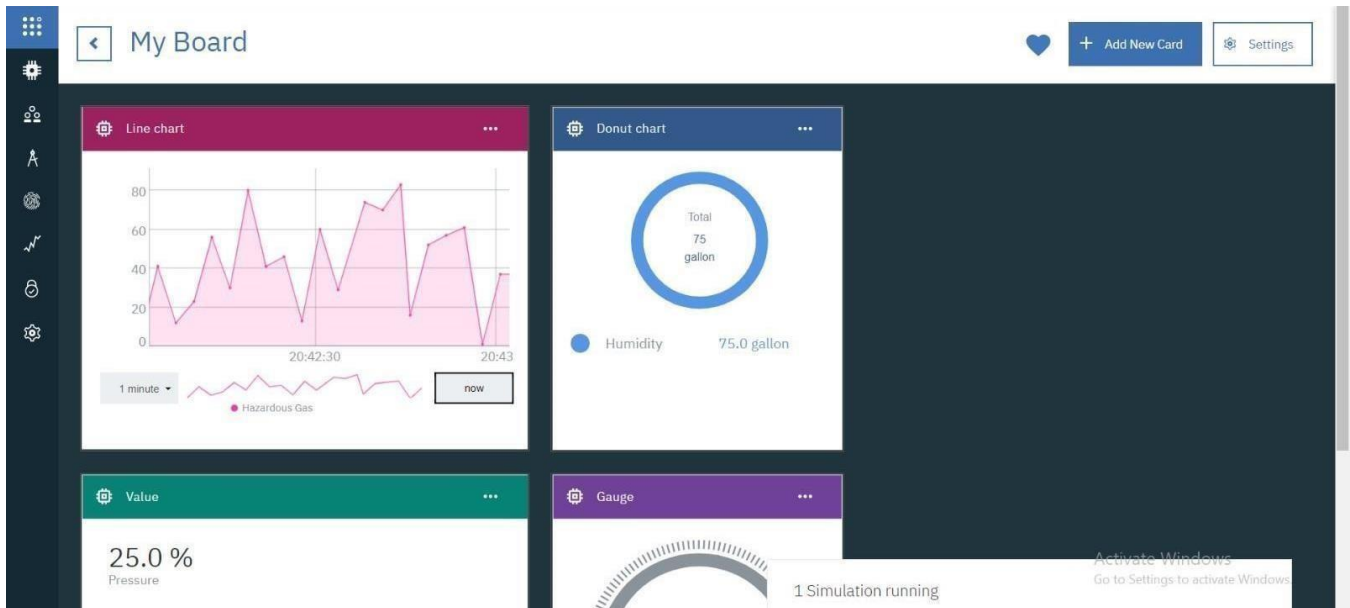 My Board
+ Add New Card
Settings
Line chart
80
60
40
20
0
20:42:30
20:43
1 minute
now
Hazardous Gas
Donut chart
Total
75
gallon
Humidity
75.0 gallon
Value
25.0 %
Pressure
Gauge
1 Simulation running
Activate Windows
Go to Settings to activate Windows.